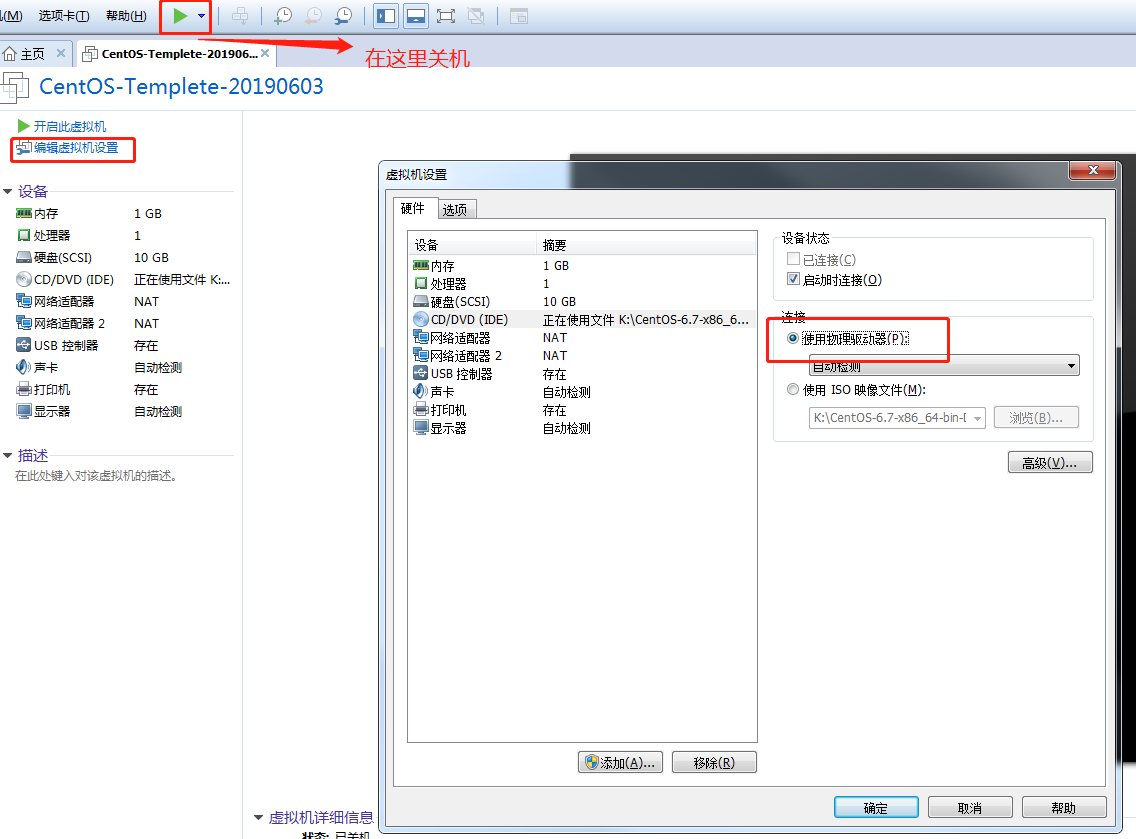 (M) 选项卡(T) 帮助(H)
主页 CentOS-Templete-201906...
在这里关机
CentOS-Templete-20190603
开启此虚拟机
编辑虚拟机设置
设备
内存 1 GB
处理器 1
硬盘(SCSI) 10 GB
CD/DVD (IDE) 正在使用文件 K:...
网络适配器 NAT
网络适配器 2 NAT
USB 控制器 存在
声卡 自动检测
打印机 存在
显示器 自动检测
描述
在此处键入对该虚拟机的描述。
虚拟机详细信息
状态: 已关机
虚拟机设置
硬件 选项
设备 摘要
内存 1 GB
处理器 1
硬盘(SCSI) 10 GB
CD/DVD (IDE) 正在使用文件 K:\CentOS-6.7-x86_6...
网络适配器 NAT
网络适配器 2 NAT
USB 控制器 存在
声卡 自动检测
打印机 存在
显示器 自动检测
添加(A)... 移除(R)
设备状态
已连接(C)
启动时连接(O)
连接
使用物理驱动器(P):
自动检测
使用 ISO 映像文件(M):
K:\CentOS-6.7-x86_64-bin-D 浏览(B)...
高级(V)...
确定 取消 帮助